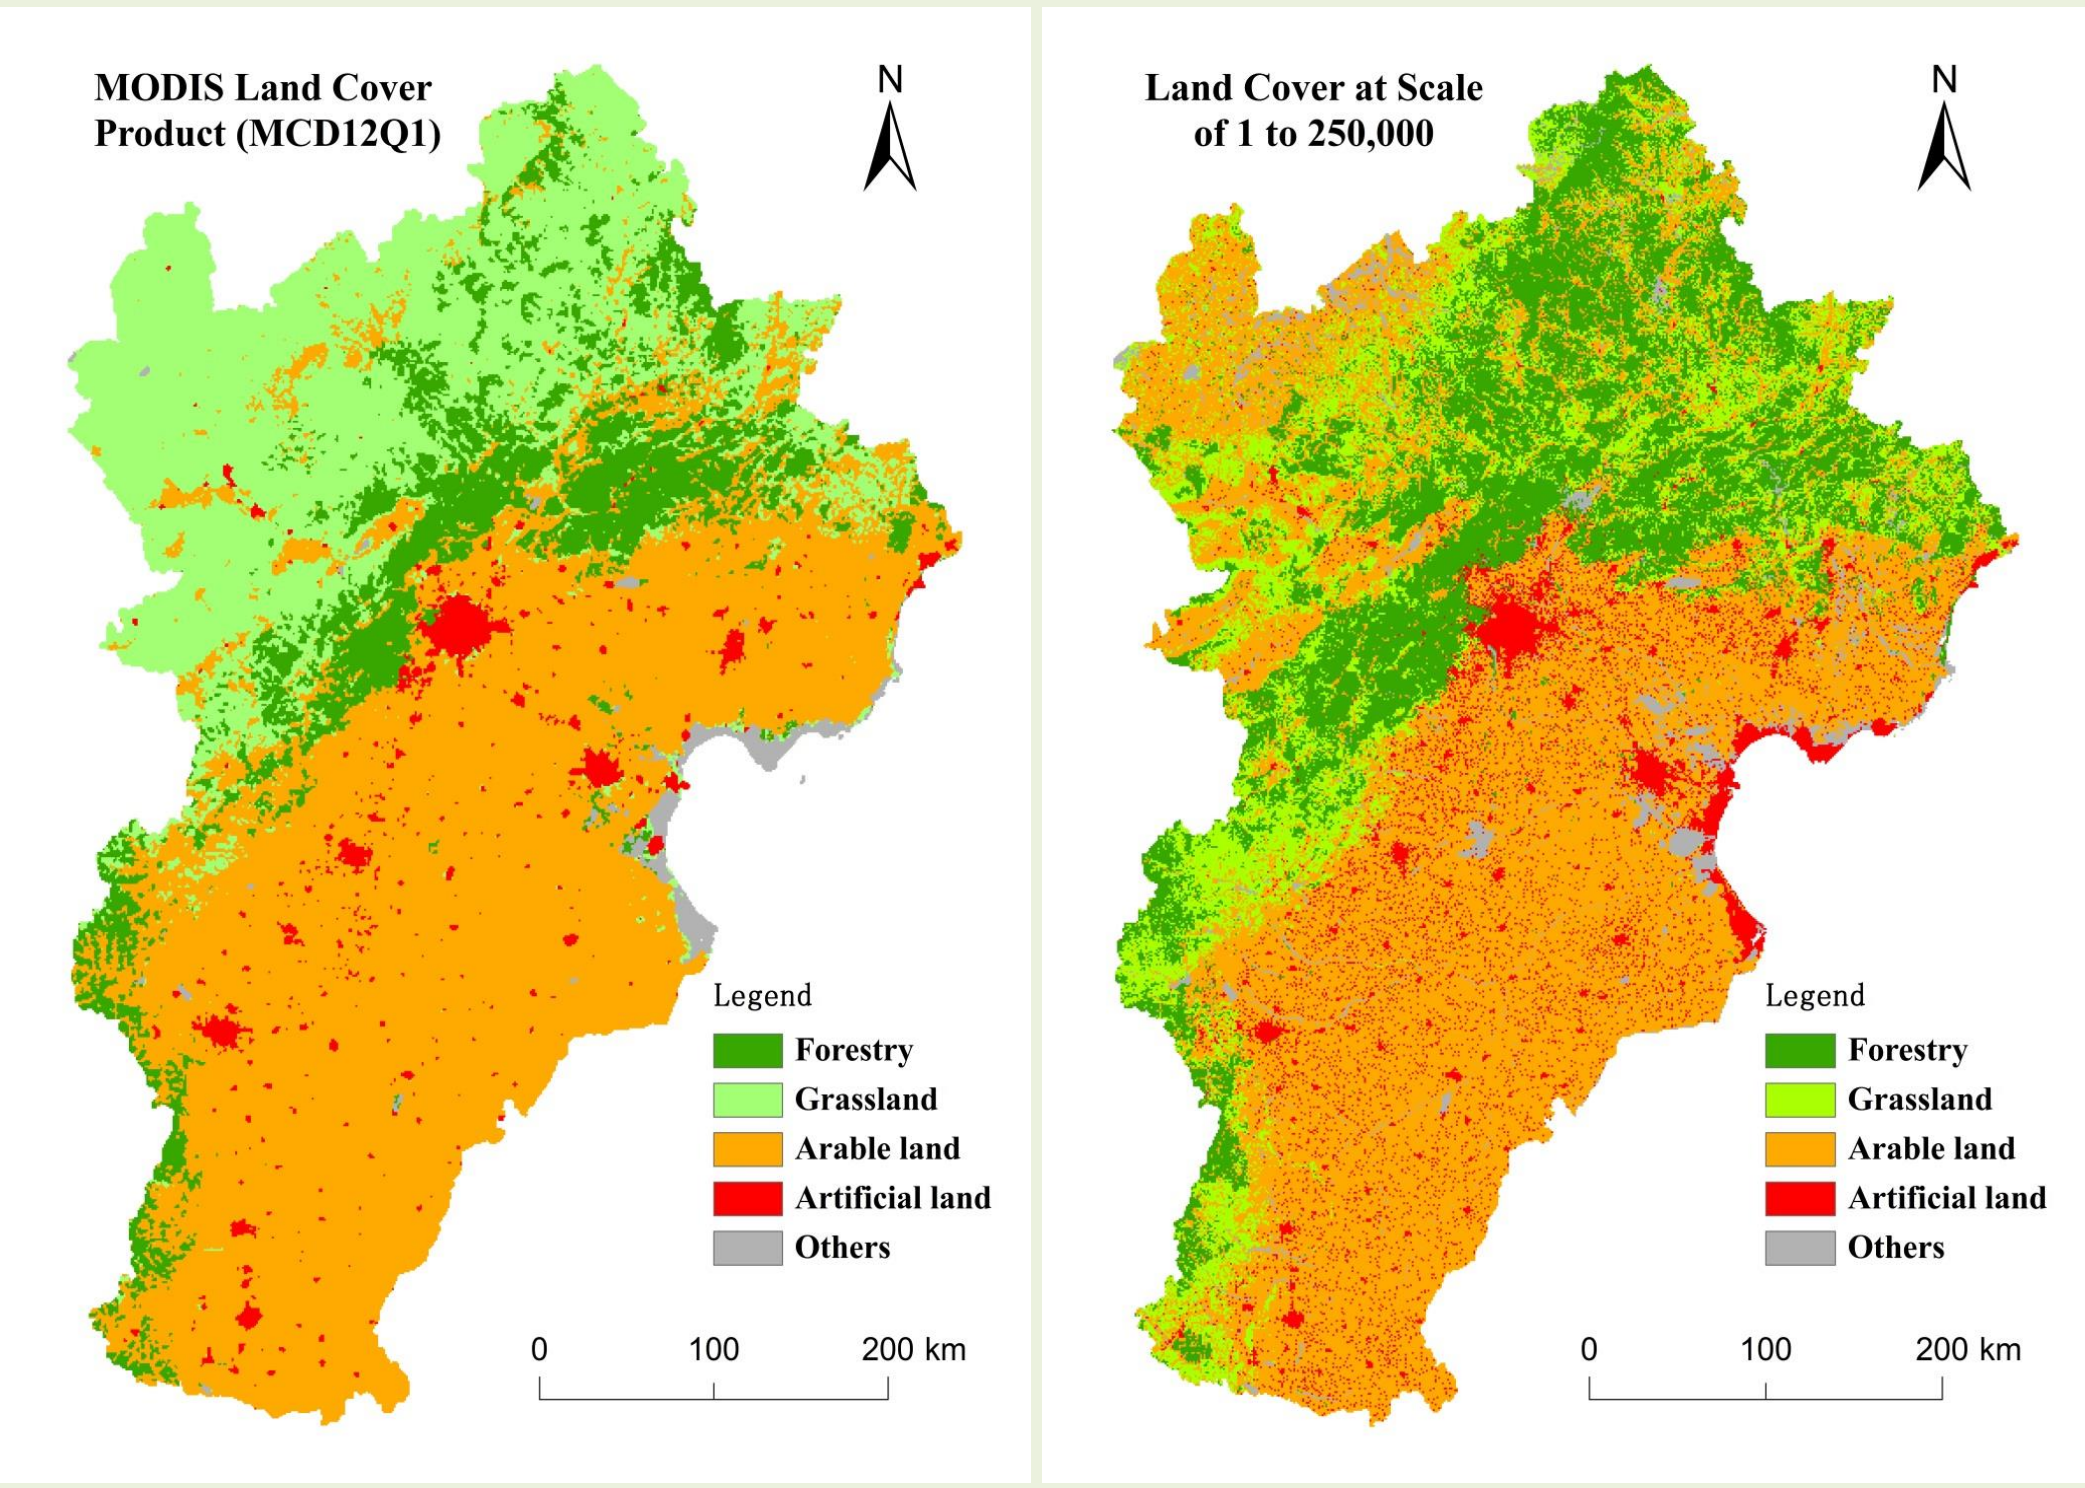 MODIS Land Cover
Product (MCD12Q1)
N
Legend
Forestry
Grassland
Arable land
Artificial land
Others
0 100 200 km
Land Cover at Scale
of 1 to 250,000
N
Legend
Forestry
Grassland
Arable land
Artificial land
Others
0 100 200 km